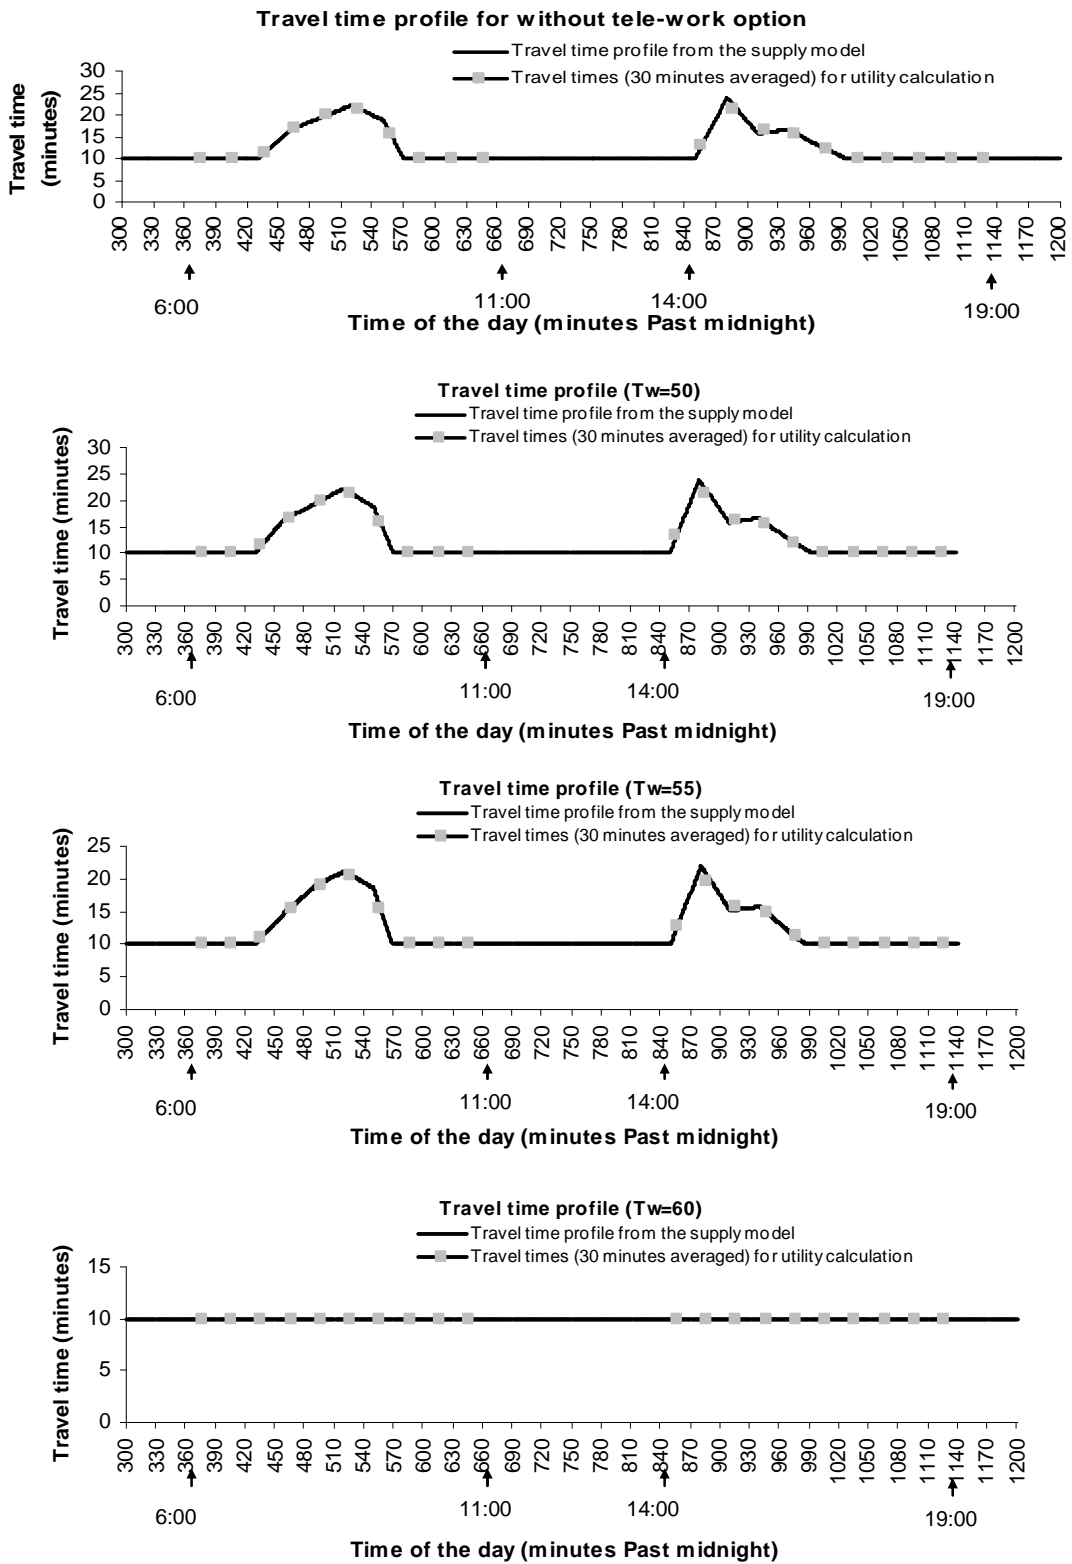 Travel time profile for without tele-work option
Travel time profile from the supply model
Travel times (30 minutes averaged) for utility calculation
Travel time
(minutes)
30
25
20
15
10
5
0
300 330 360 390 420 450 480 510 540 570 600 630 660 690 720 750 780 810 840 870 900 930 960 990 1020 1050 1080 1110 1140 1170 1200
6:00 11:00 14:00 19:00
Time of the day (minutes Past midnight)
Travel time profile (Tw=50)
Travel time profile from the supply model
Travel times (30 minutes averaged) for utility calculation
Travel time (minutes)
30
25
20
15
10
5
0
300 330 360 390 420 450 480 510 540 570 600 630 660 690 720 750 780 810 840 870 900 930 960 990 1020 1050 1080 1110 1140 1170 1200
6:00 11:00 14:00 19:00
Time of the day (minutes Past midnight)
Travel time profile (Tw=55)
Travel time profile from the supply model
Travel times (30 minutes averaged) for utility calculation
Travel time (minutes)
25
20
15
10
5
0
300 330 360 390 420 450 480 510 540 570 600 630 660 690 720 750 780 810 840 870 900 930 960 990 1020 1050 1080 1110 1140 1170 1200
6:00 11:00 14:00 19:00
Time of the day (minutes Past midnight)
Travel time profile (Tw=60)
Travel time profile from the supply model
Travel times (30 minutes averaged) for utility calculation
Travel time (minutes)
15
10
5
0
300 330 360 390 420 450 480 510 540 570 600 630 660 690 720 750 780 810 840 870 900 930 960 990 1020 1050 1080 1110 1140 1170 1200
6:00 11:00 14:00 19:00
Time of the day (minutes Past midnight)